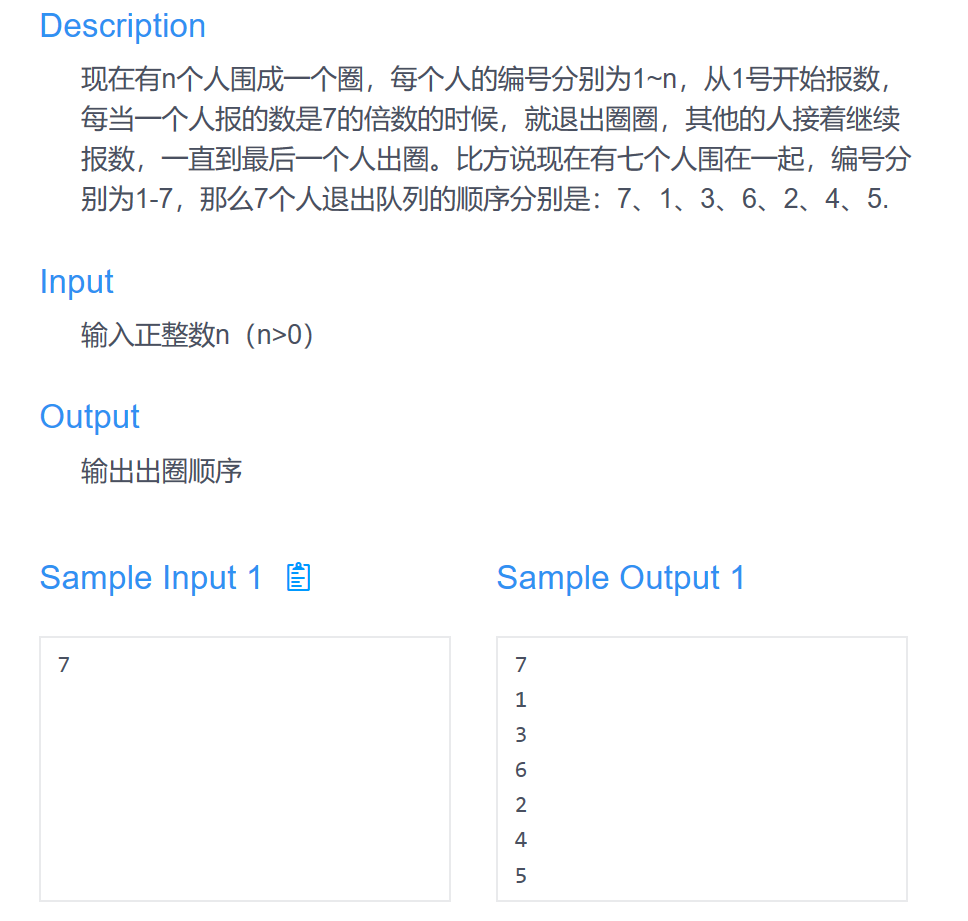 Description
现在有n个人围成一个圈，每个人的编号分别为1~n，从1号开始报数，
每当一个人报的数是7的倍数的时候，就退出圈圈，其他的人接着继续
报数，一直到最后一个人出圈。比方说现在有七个人围在一起，编号分
别为1-7，那么7个人退出队列的顺序分别是：7、1、3、6、2、4、5.
Input
输入正整数n（n>0）
Output
输出出圈顺序
Sample Input 1
7
Sample Output 1
7
1
3
6
2
4
5